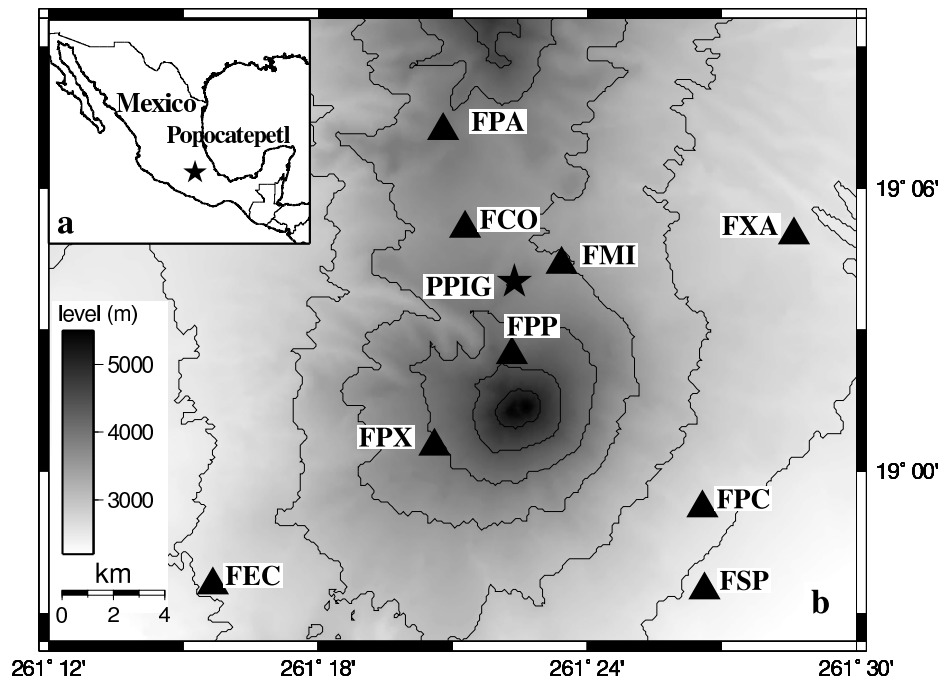 Mexico
Popocatepetl
a
FPA
19° 06'
FCO
FXA
FMI
PPIG
level (m)
FPP
5000
4000
FPX
19° 00'
3000
FPC
km
FEC
FSP
0 2 4
b
261° 12'
261° 18'
261° 24'
261° 30'